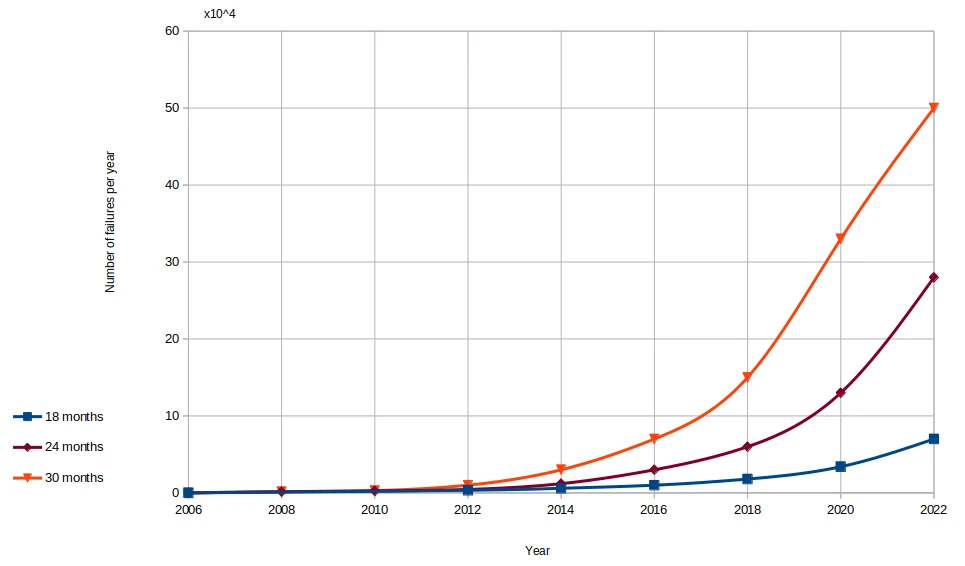 x10^4
60
50
40
30
20
10
0
Number of failures per year
2006 2008 2010 2012 2014 2016 2018 2020 2022
Year
18 months
24 months
30 months